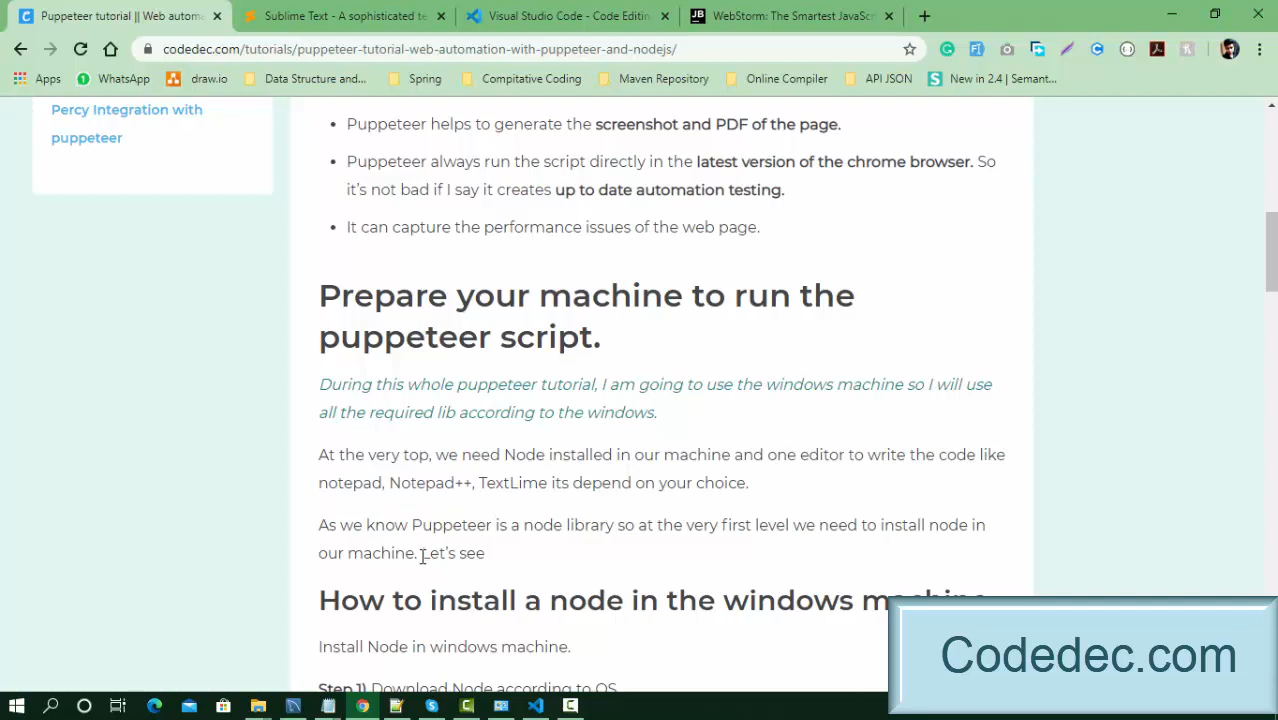 Puppeteer tutorial || Web autom
Sublime Text - A sophisticated te
Visual Studio Code - Code Editin
WebStorm: The Smartest JavaScri
codedec.com/tutorials/puppeteer-tutorial-web-automation-with-puppeteer-and-nodejs/
Apps
WhatsApp
draw.io
Data Structure and...
Spring
Compitative Coding
Maven Repository
Online Compiler
API JSON
New in 2.4 | Semant...
Percy Integration with
puppeteer
• Puppeteer helps to generate the screenshot and PDF of the page.
• Puppeteer always run the script directly in the latest version of the chrome browser. So
it's not bad if I say it creates up to date automation testing.
• It can capture the performance issues of the web page.
Prepare your machine to run the
puppeteer script.
During this whole puppeteer tutorial, I am going to use the windows machine so I will use
all the required lib according to the windows.
At the very top, we need Node installed in our machine and one editor to write the code like
notepad, Notepad++, TextLime its depend on your choice.
As we know Puppeteer is a node library so at the very first level we need to install node in
our machine. Let's see
How to install a node in the windows machine
Install Node in windows machine.
Step 1) Download Node according to OS
Codedec.com